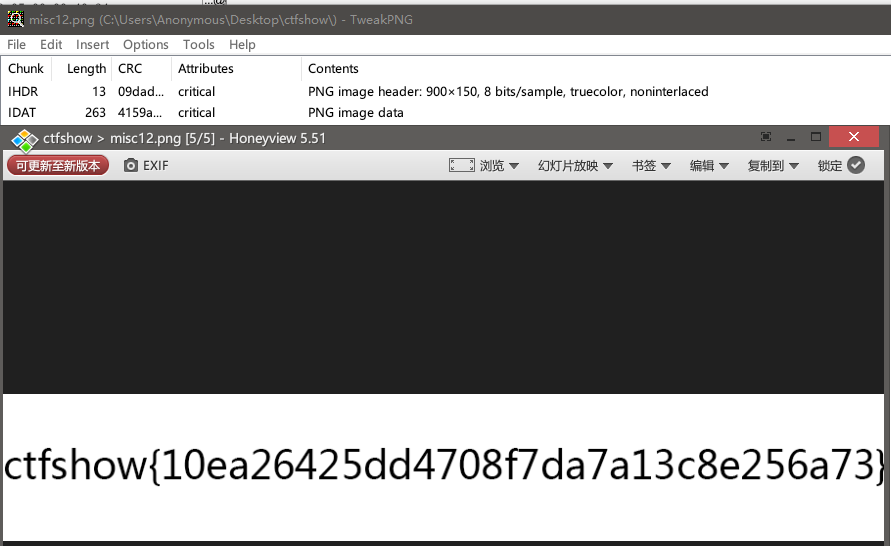 misc12.png (C:\Users\Anonymous\Desktop\ctfshow\) - TweakPNG
File Edit Insert Options Tools Help
Chunk Length CRC Attributes Contents
IHDR 13 09dad... critical PNG image header: 900×150, 8 bits/sample, truecolor, noninterlaced
IDAT 263 4159a... critical PNG image data
ctfshow > misc12.png [5/5] - Honeyview 5.51
可更新至新版本 EXIF 浏览 幻灯片放映 书签 编辑 复制到 锁定
ctfshow{10ea26425dd4708f7da7a13c8e256a73}